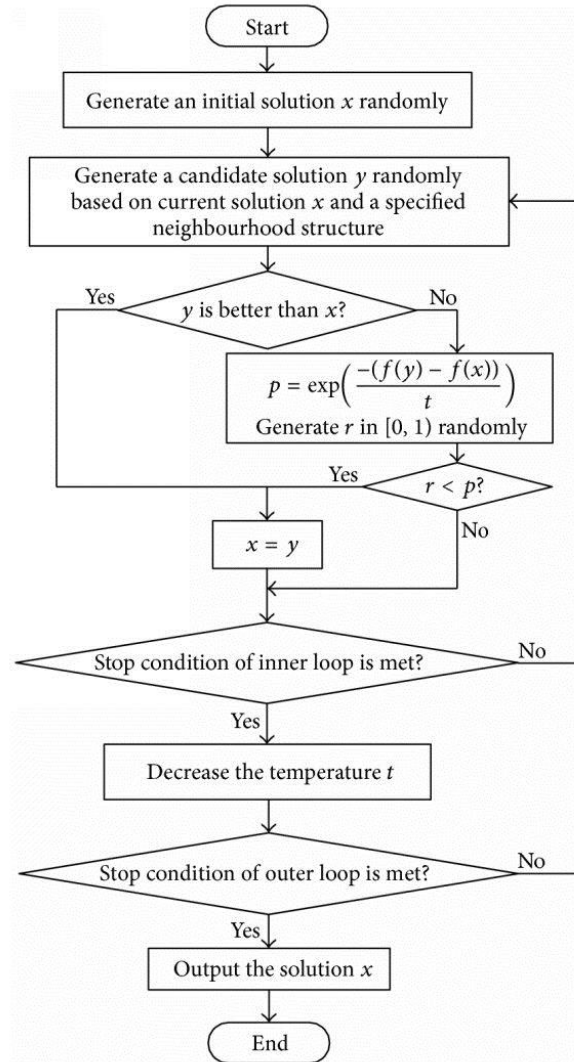 Start
Generate an initial solution x randomly
Generate a candidate solution y randomly
based on current solution x and a specified
neighbourhood structure
Yes
y is better than x?
No
p = exp(−(f(y) − f(x))/t)
Generate r in [0, 1) randomly
Yes
r < p?
x = y
No
Stop condition of inner loop is met?
No
Yes
Decrease the temperature t
Stop condition of outer loop is met?
No
Yes
Output the solution x
End